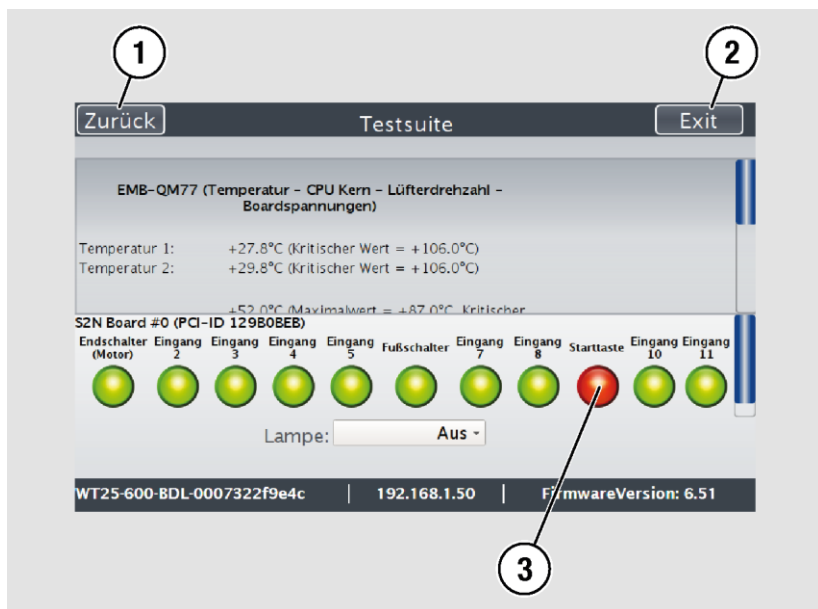 1
2
Zurück
Testsuite
Exit
EMB-QM77 (Temperatur - CPU Kern - Lüfterdrehzahl -
Boardspannungen)
Temperatur 1: +27.8°C (Kritischer Wert = +106.0°C)
Temperatur 2: +29.8°C (Kritischer Wert = +106.0°C)
+52.0°C (Maximalwert = +87.0°C, Kritischer
S2N Board #0 (PCI-ID 129B0BEB)
Endschalter Eingang Eingang Eingang Eingang Fußschalter Eingang Eingang Starttaste Eingang Eingang
(Motor) 2 3 4 5 7 8 10 11
Lampe: Aus
WT25-600-BDL-0007322f9e4c | 192.168.1.50 | FirmwareVersion: 6.51
3